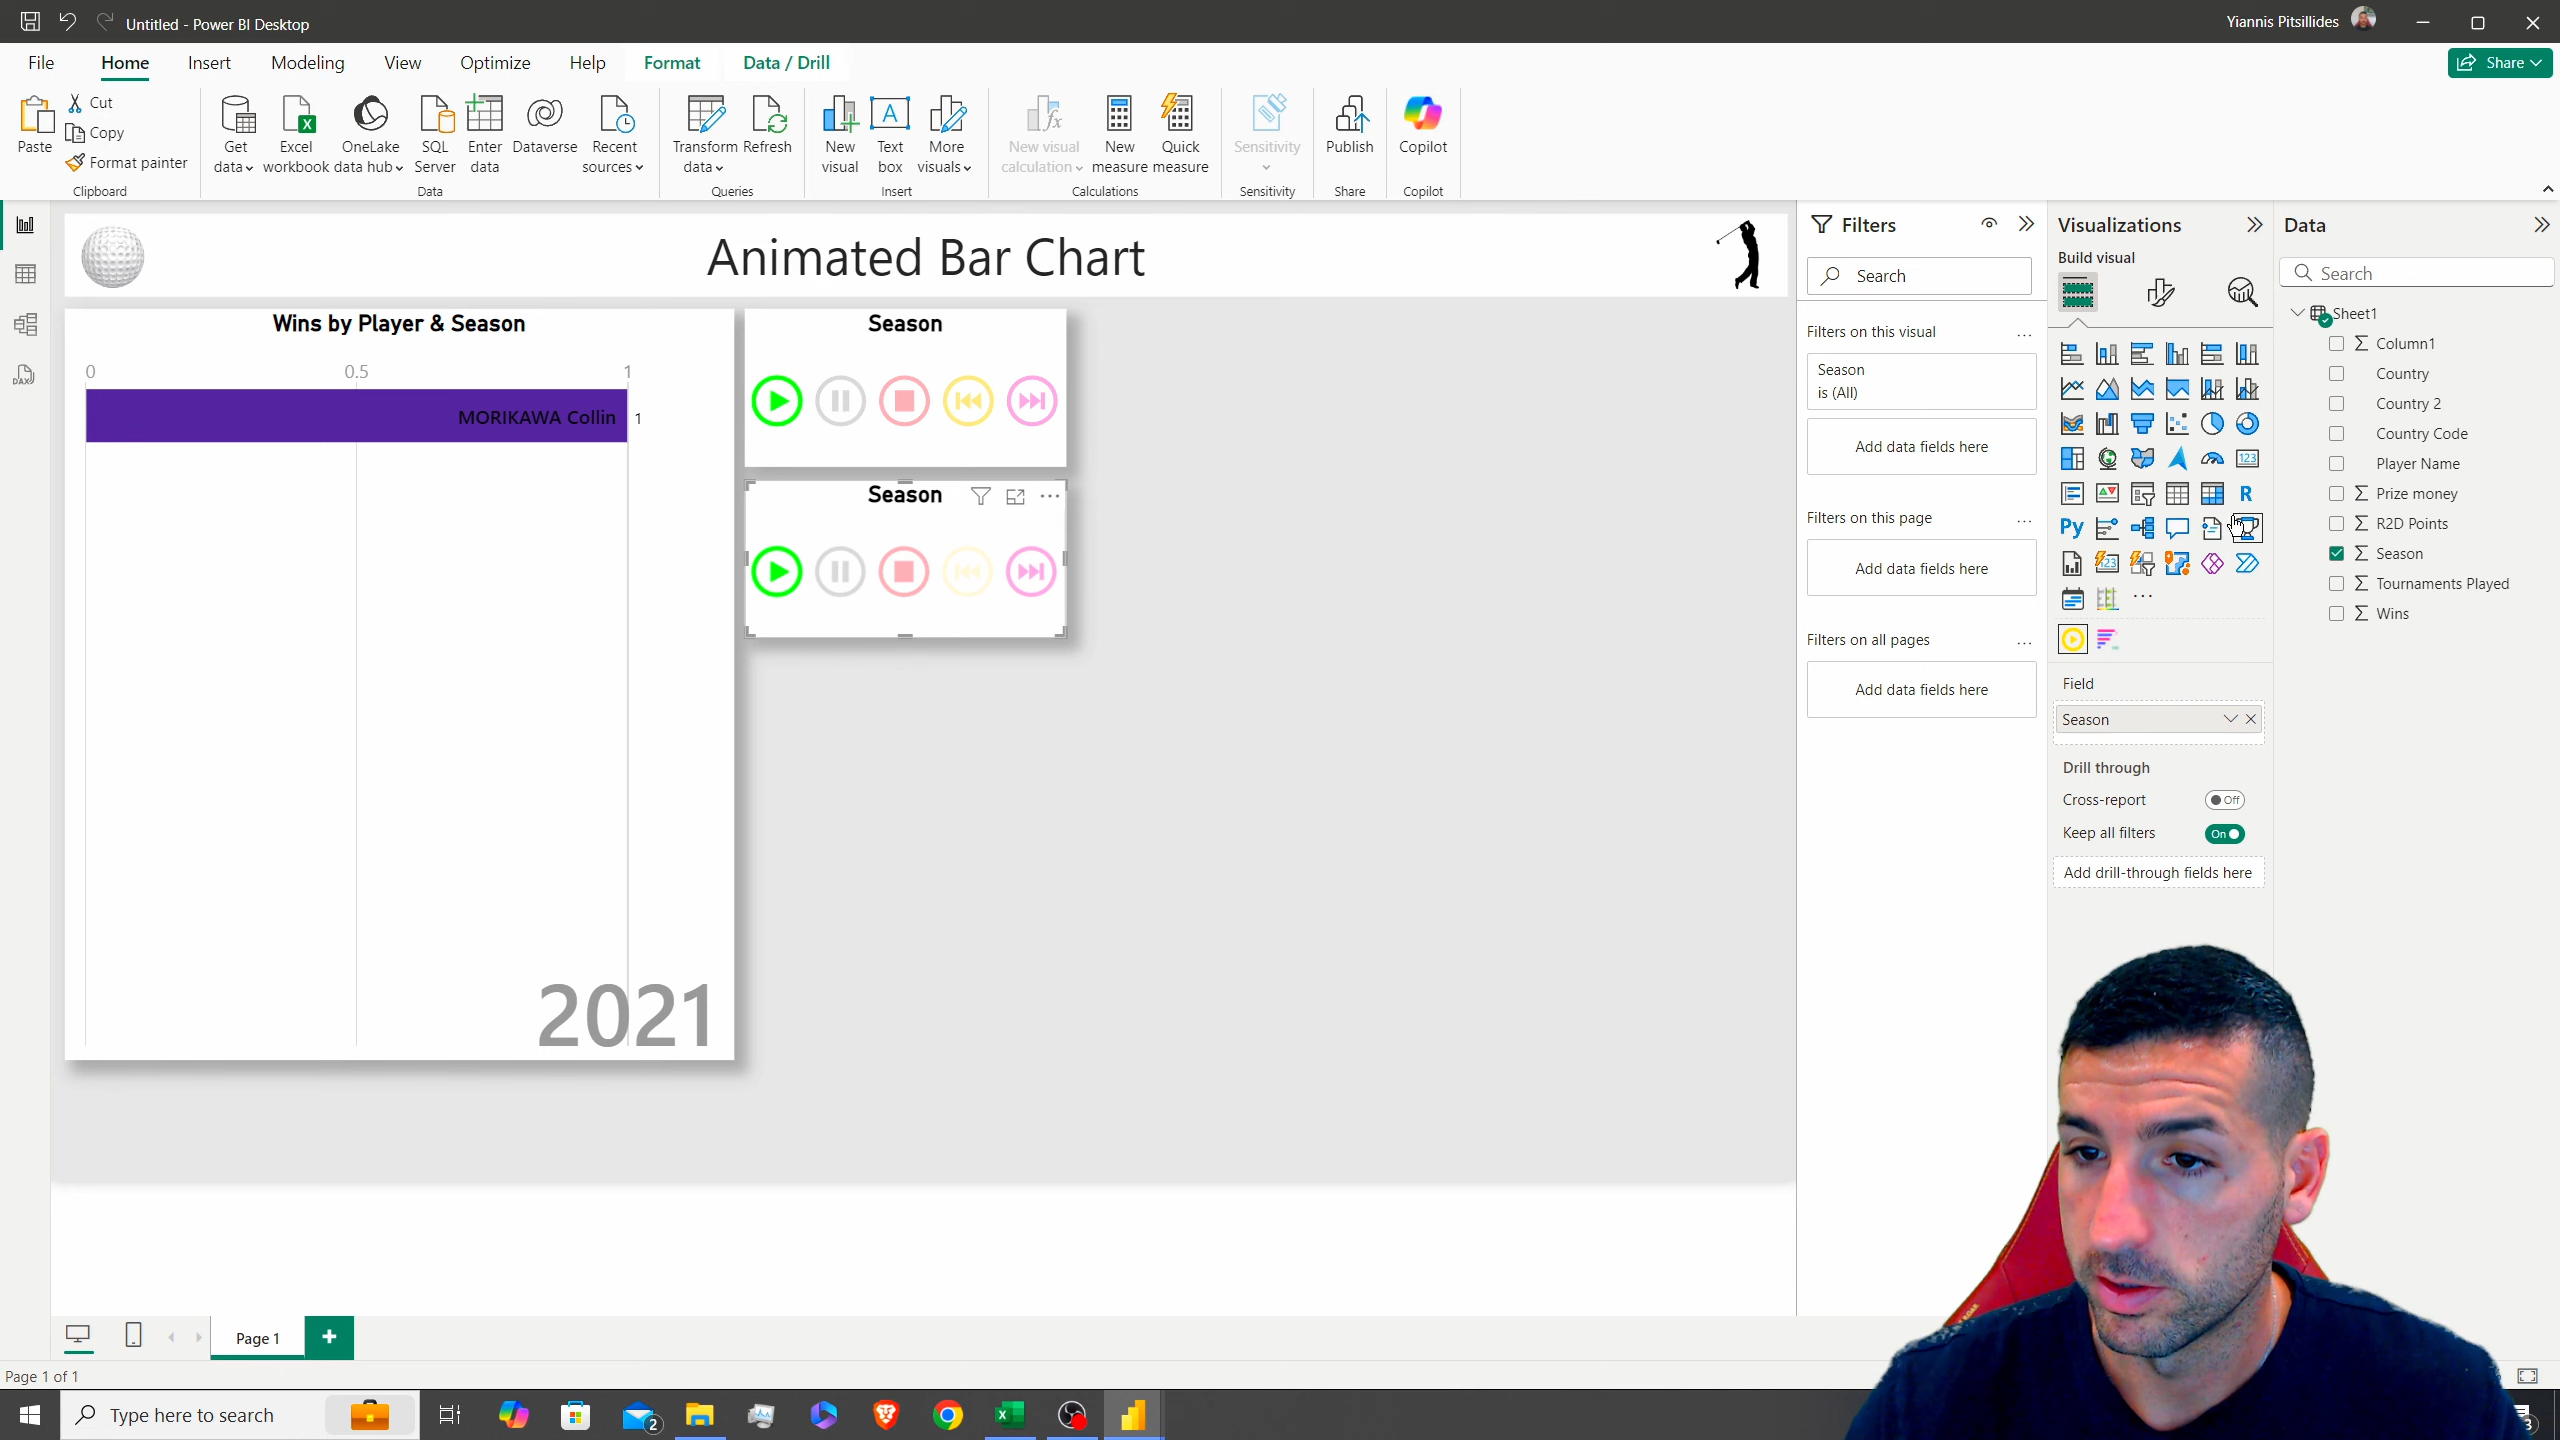 Untitled - Power BI Desktop
Yiannis Pitsillides
File Home Insert Modeling View Optimize Help Format Data / Drill
Share
Paste
Cut
Copy
Format painter
Clipboard
Get data
Excel workbook
OneLake data hub
SQL Server
Enter data
Dataverse
Recent sources
Data
Transform data
Refresh
Queries
New visual
A
Text box
More visuals
Insert
New visual calculation
New measure
Quick measure
Calculations
Sensitivity
Sensitivity
Publish
Share
Copilot
Copilot
DAX
Animated Bar Chart
Wins by Player & Season
0 0.5 1
MORIKAWA Collin 1
2021
Season
Season
Filters
Search
Filters on this visual ...
Season
is (All)
Add data fields here
Filters on this page ...
Add data fields here
Filters on all pages ...
Add data fields here
Visualizations
Build visual
123
R
Py
123
...
Field
Season
Drill through
Cross-report Off
Keep all filters On
Add drill-through fields here
Data
Search
Sheet1
Column1
Country
Country 2
Country Code
Player Name
Prize money
R2D Points
Season
Tournaments Played
Wins
Page 1
Page 1 of 1
Type here to search
2
3